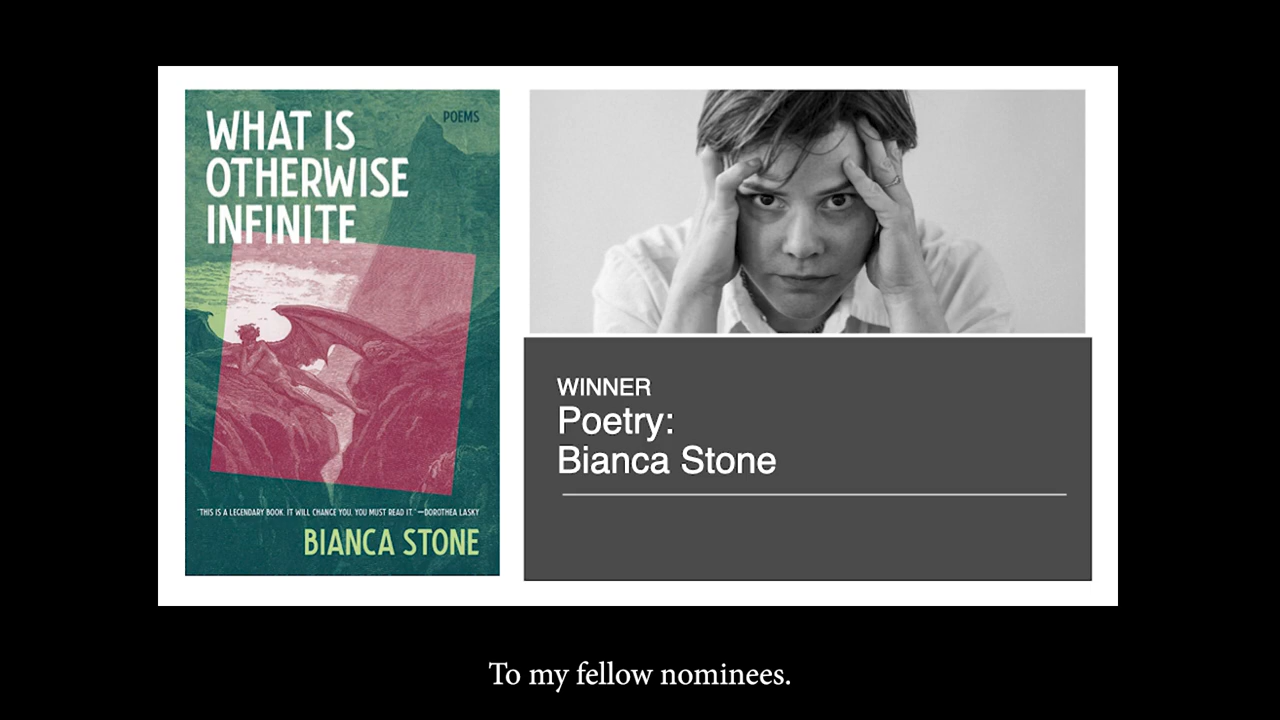 WHAT IS
OTHERWISE
INFINITE
POEMS
"THIS IS A LEGENDARY BOOK. IT WILL CHANGE YOU. YOU MUST READ IT." —DOROTHEA LASKY
BIANCA STONE
WINNER
Poetry:
Bianca Stone
To my fellow nominees.